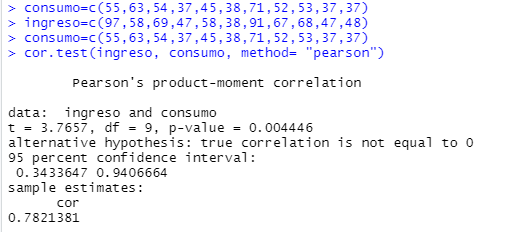 > consumo=c(55,63,54,37,45,38,71,52,53,37,37)
> ingreso=c(97,58,69,47,58,38,91,67,68,47,48)
> consumo=c(55,63,54,37,45,38,71,52,53,37,37)
> cor.test(ingreso, consumo, method= "pearson")
Pearson's product-moment correlation
data:  ingreso and consumo
t = 3.7657, df = 9, p-value = 0.004446
alternative hypothesis: true correlation is not equal to 0
95 percent confidence interval:
0.3433647 0.9406664
sample estimates:
cor
0.7821381